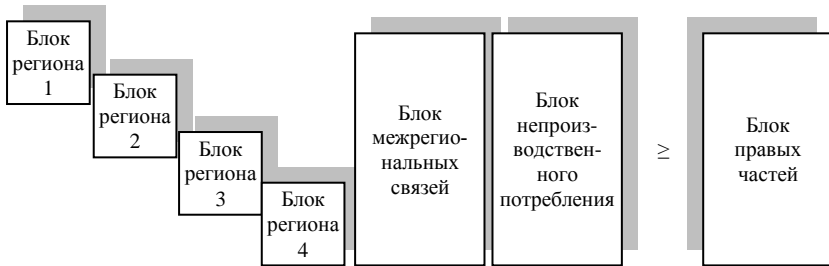 Блок
региона
1
Блок
региона
2
Блок
региона
3
Блок
региона
4
Блок
межрегио-
нальных
связей
Блок
непроиз-
водствен-
ного
потребления
≥
Блок
правых
частей